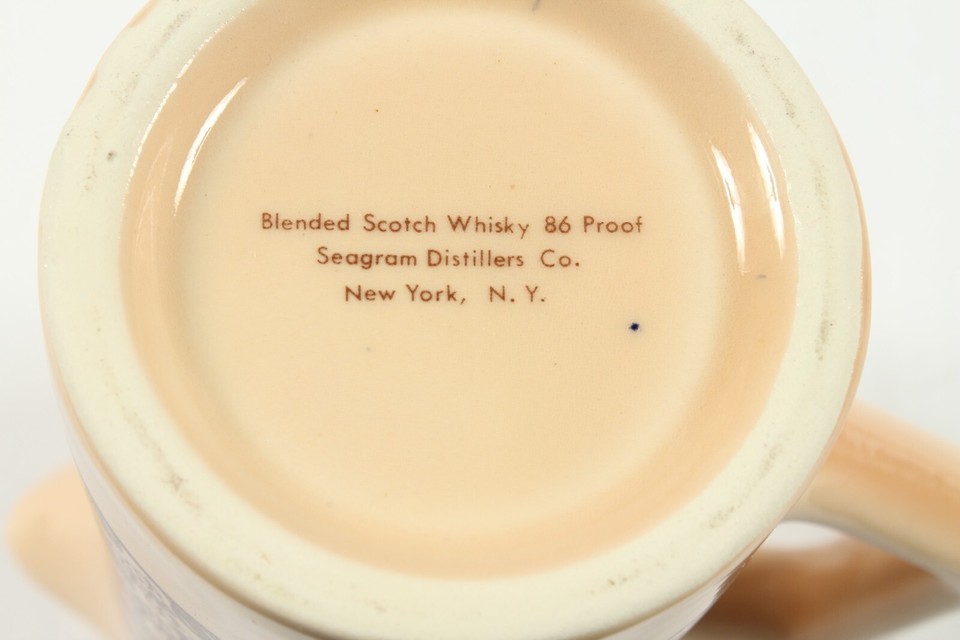 Blended Scotch Whisky 86 Proof
Seagram Distillers Co.
New York, N. Y.